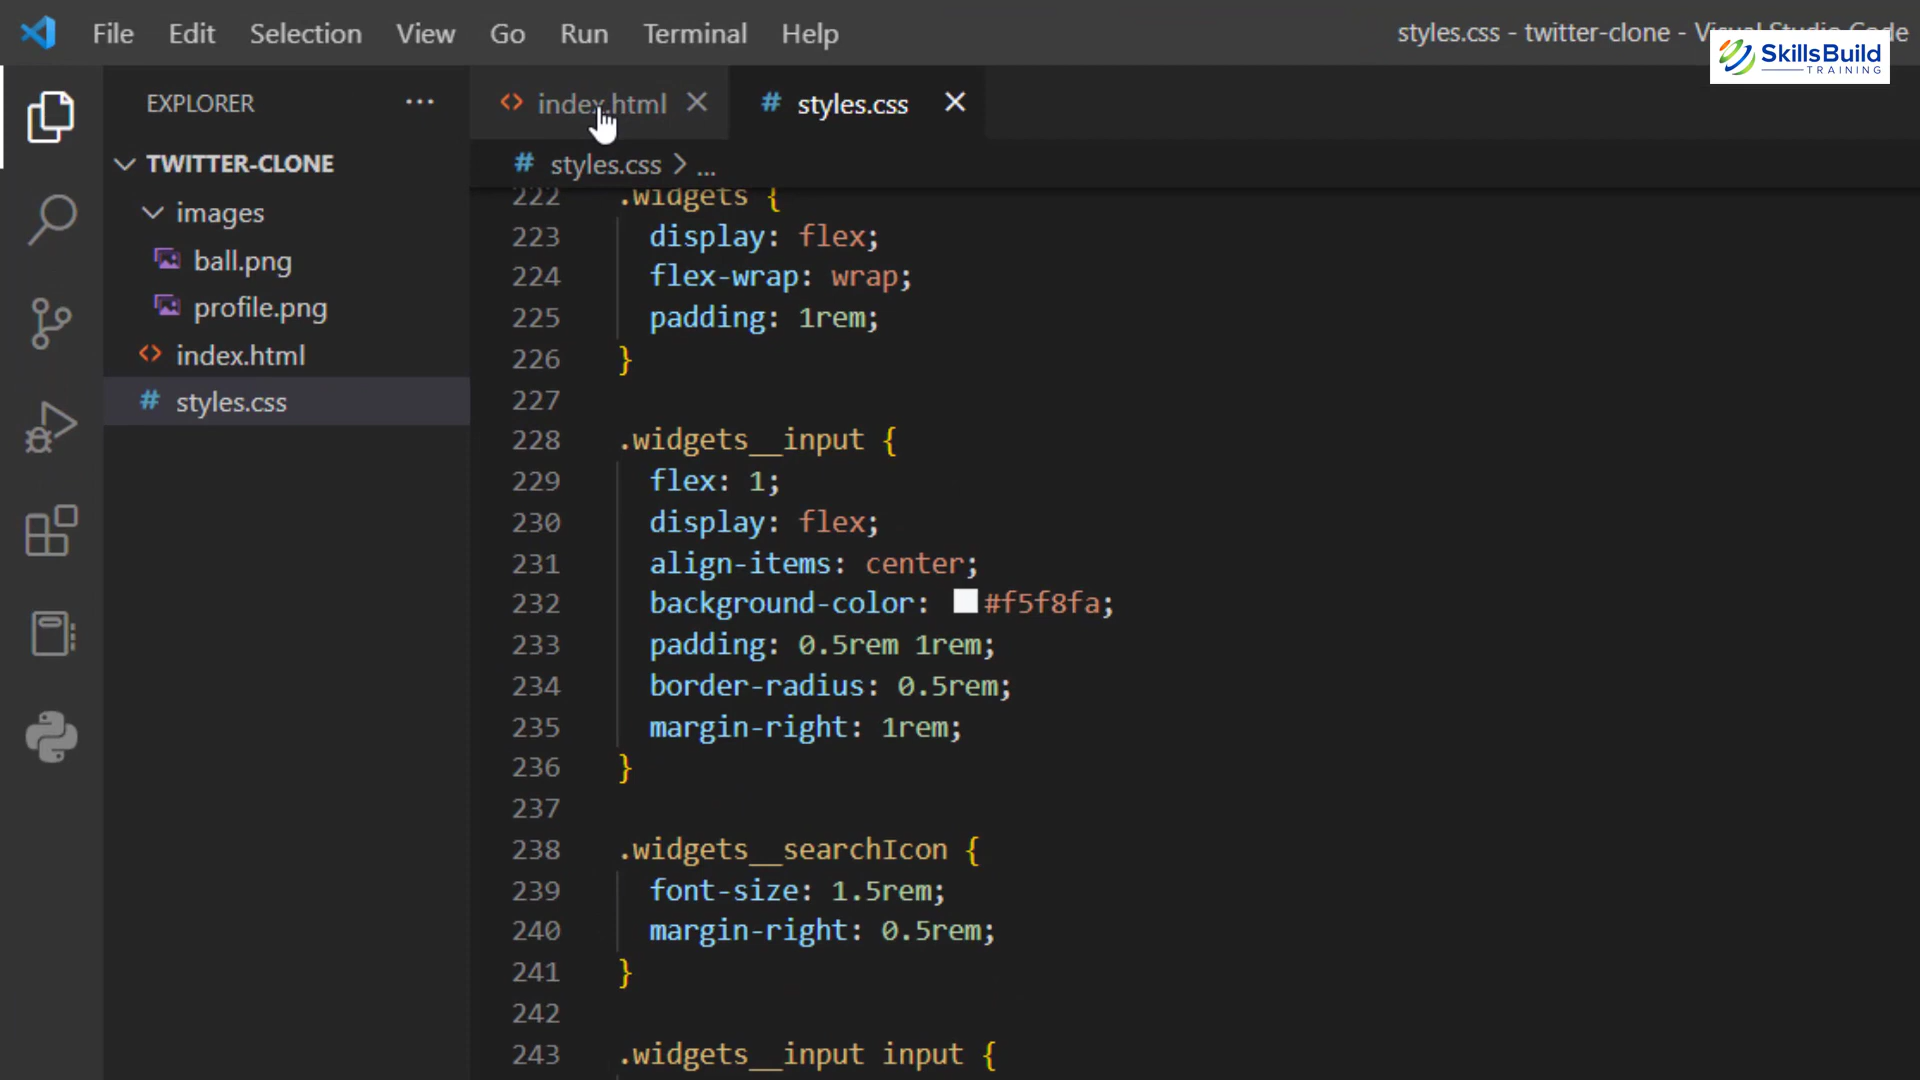 File Edit Selection View Go Run Terminal Help
styles.css - twitter-clone - Visual Studio Code
SkillsBuild
TRAINING
EXPLORER ...
index.html
# styles.css
TWITTER-CLONE
# styles.css > ...
images
ball.png
profile.png
index.html
# styles.css
222 .widgets {
223 display: flex;
224 flex-wrap: wrap;
225 padding: 1rem;
226 }
227
228 .widgets__input {
229 flex: 1;
230 display: flex;
231 align-items: center;
232 background-color: #f5f8fa;
233 padding: 0.5rem 1rem;
234 border-radius: 0.5rem;
235 margin-right: 1rem;
236 }
237
238 .widgets__searchIcon {
239 font-size: 1.5rem;
240 margin-right: 0.5rem;
241 }
242
243 .widgets__input input {